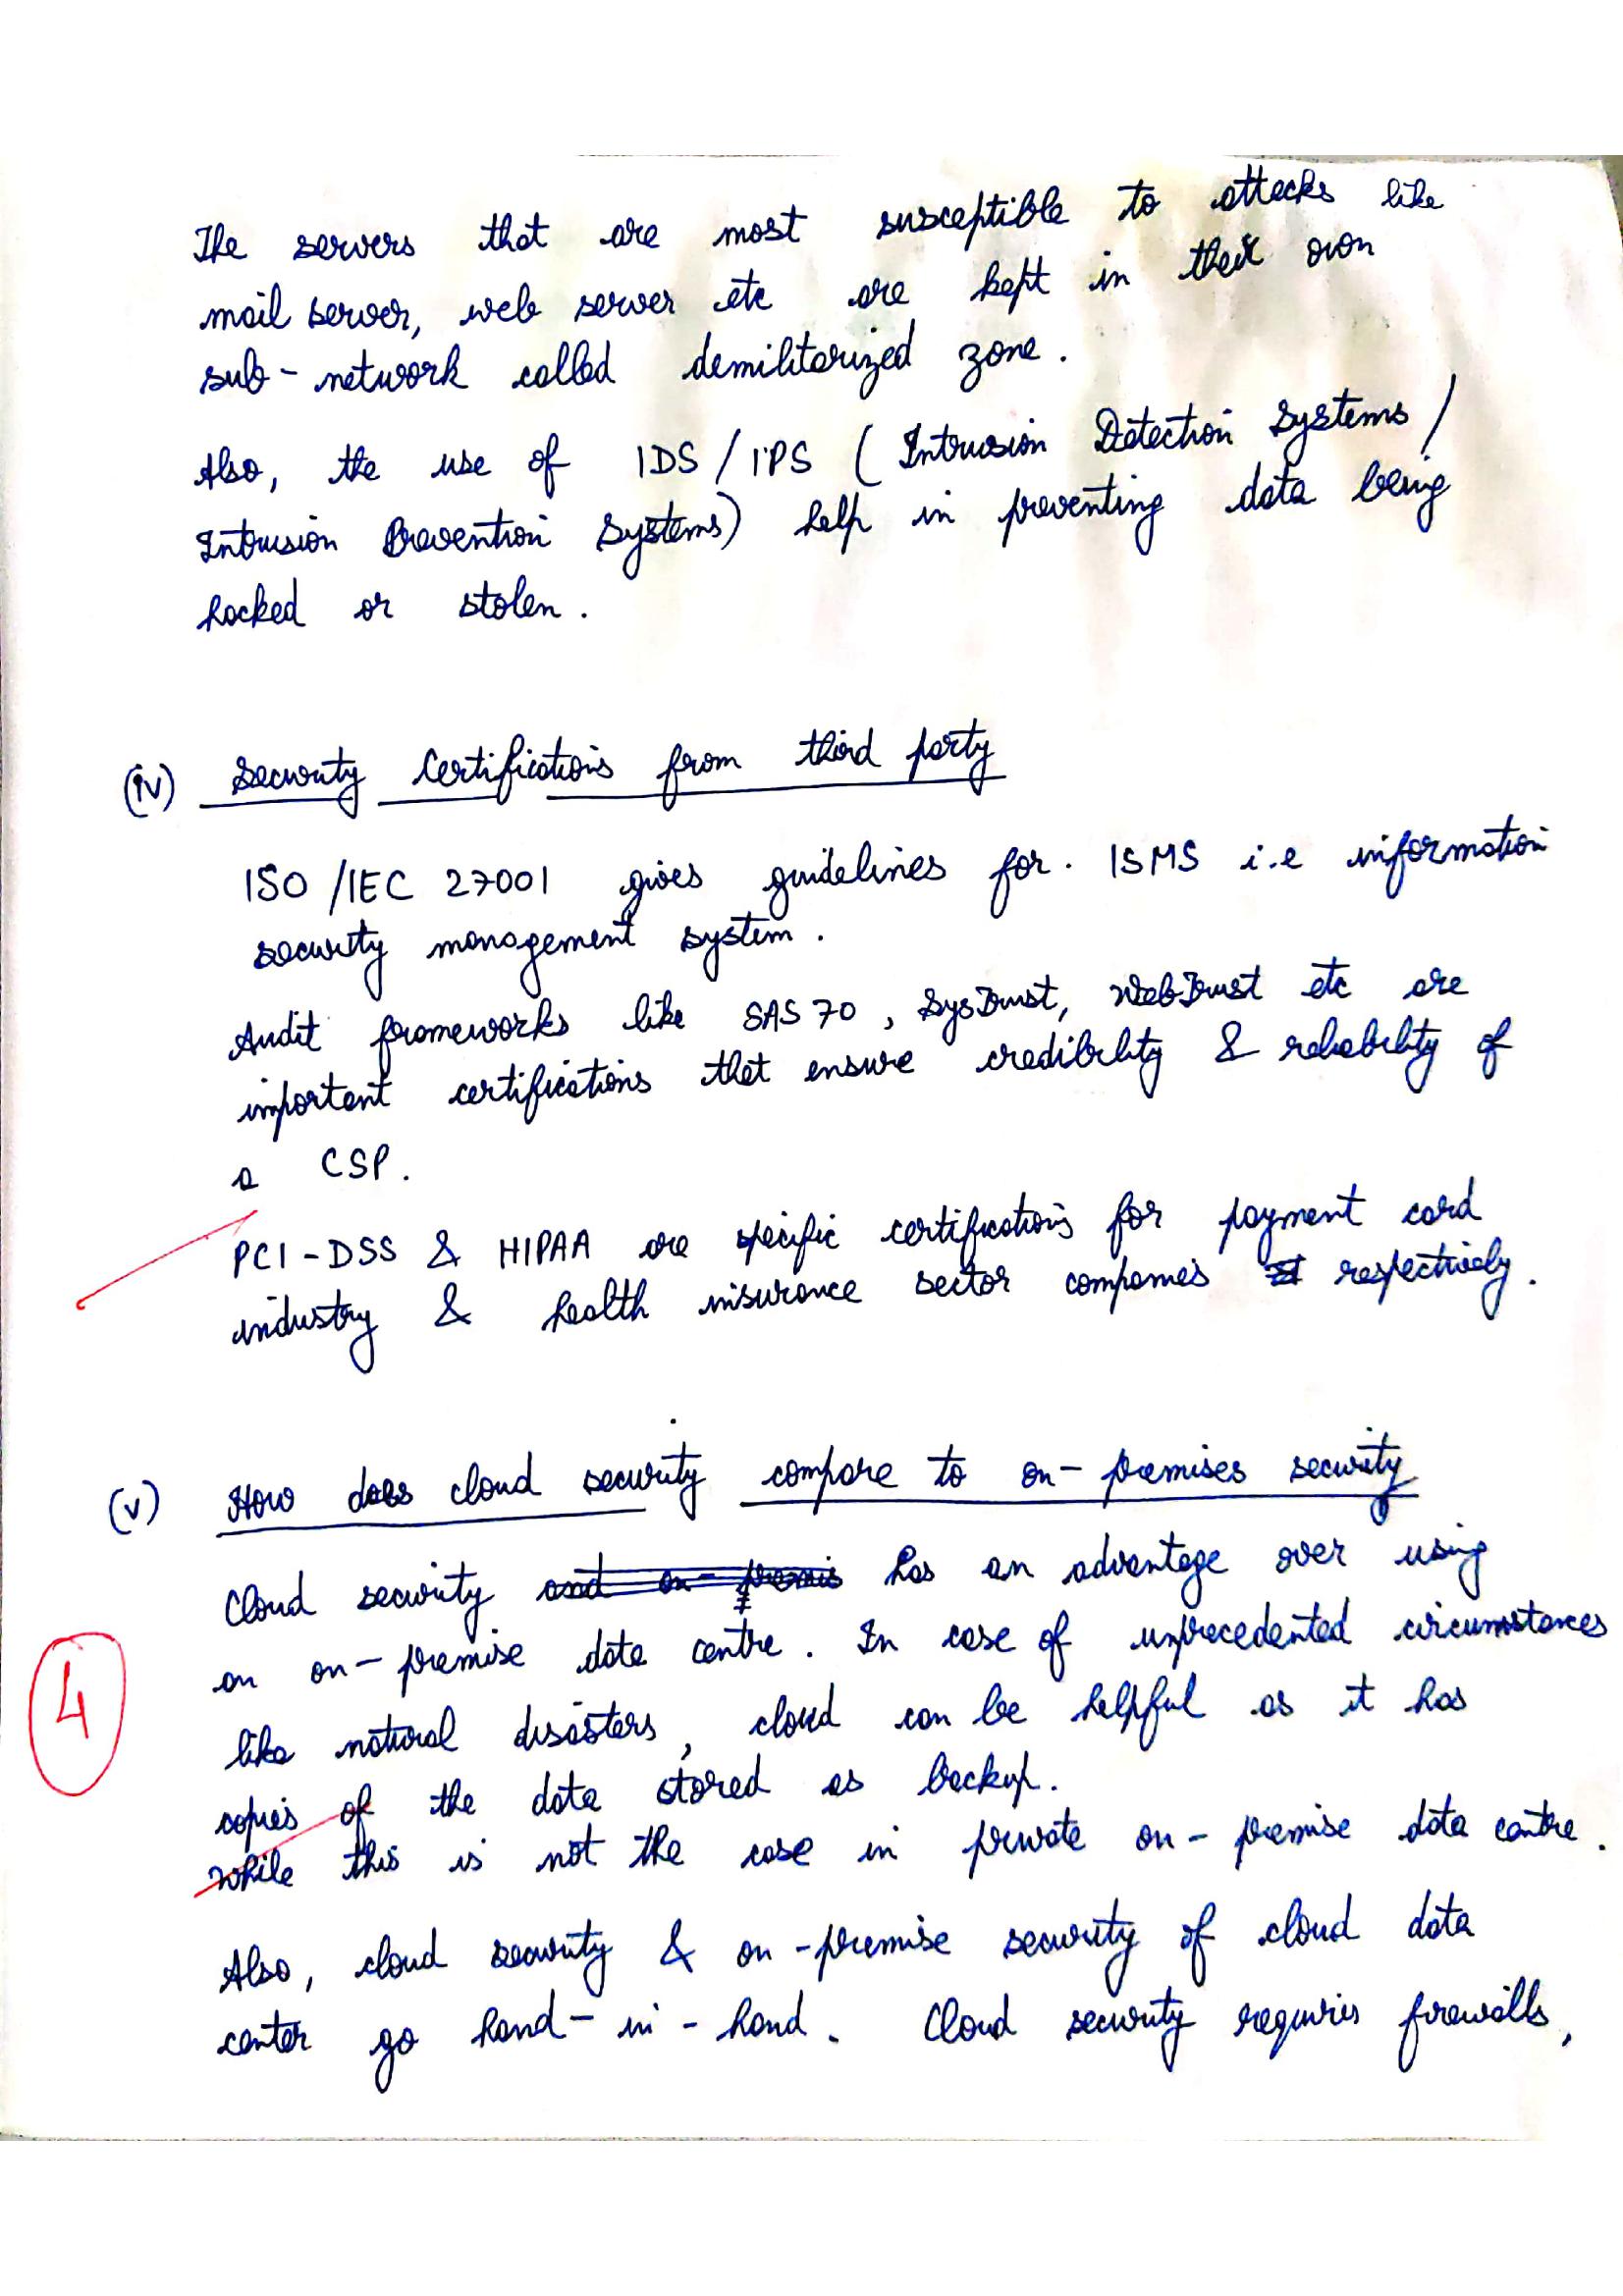 The servers that are most susceptible to attacks like
mail server, web server etc are kept in their own
sub-network called demilitarized zone.
Also, the use of IDS/IPS (Intrusion Detection Systems/
Intrusion Prevention Systems) help in preventing data being
hacked or stolen.
(iv) Security Certifications from third party
ISO/IEC 27001 gives guidelines for. ISMS i.e information
security management system.
Audit frameworks like SAS 70, SysTrust, WebTrust etc are
important certifications that ensure credibility & reliability of
a CSP.
PCI-DSS & HIPAA are specific certifications for payment card
industry & health insurance sector companies respectively.
(v) How does cloud security compare to on-premises security
Cloud security and on-premis has an advantage over using
an on-premise data centre. In case of unprecedented circumstances
4
like natural disasters, cloud can be helpful as it has
copies of the data stored as backup.
while this is not the case in private on-premise data centre.
Also, cloud security & on-premise security of cloud data
center go hand-in-hand. Cloud security requires firewalls,